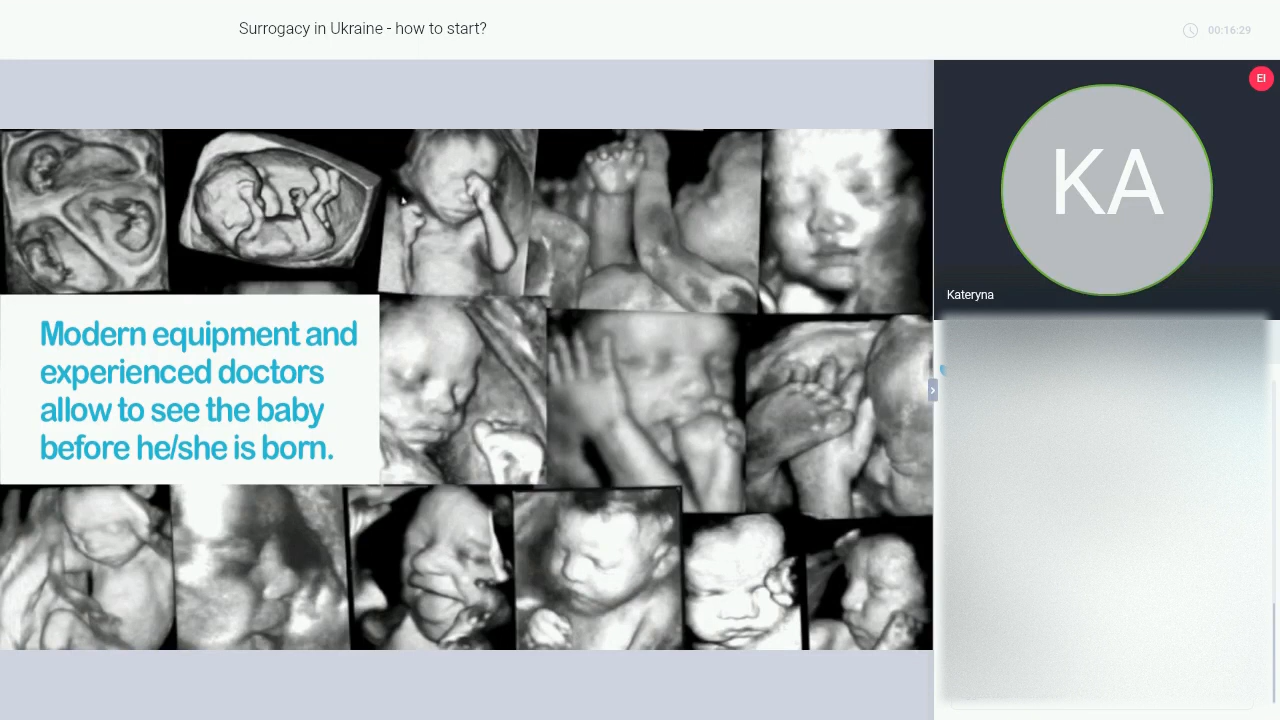 Surrogacy in Ukraine - how to start?
00:16:29
EI
KA
Kateryna
Modern equipment and
experienced doctors
allow to see the baby
before he/she is born.